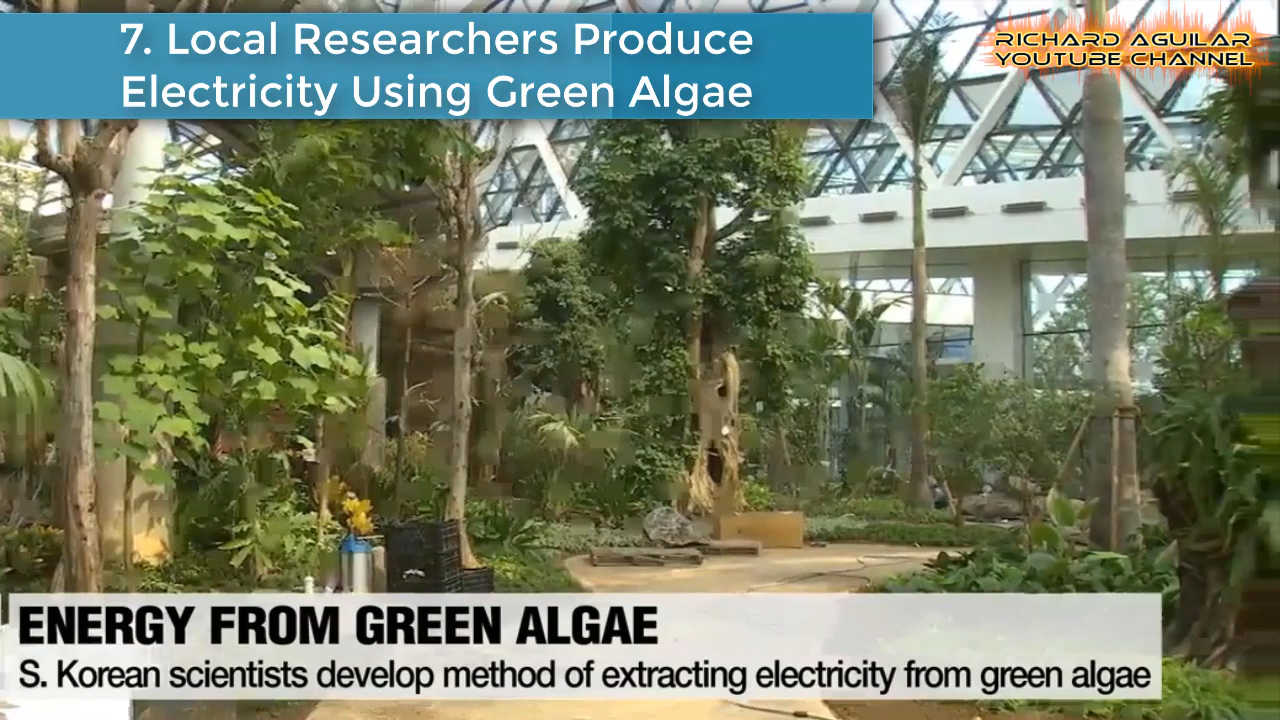 7. Local Researchers Produce
Electricity Using Green Algae
RICHARD AGUILAR
YOUTUBE CHANNEL
ENERGY FROM GREEN ALGAE
S. Korean scientists develop method of extracting electricity from green algae